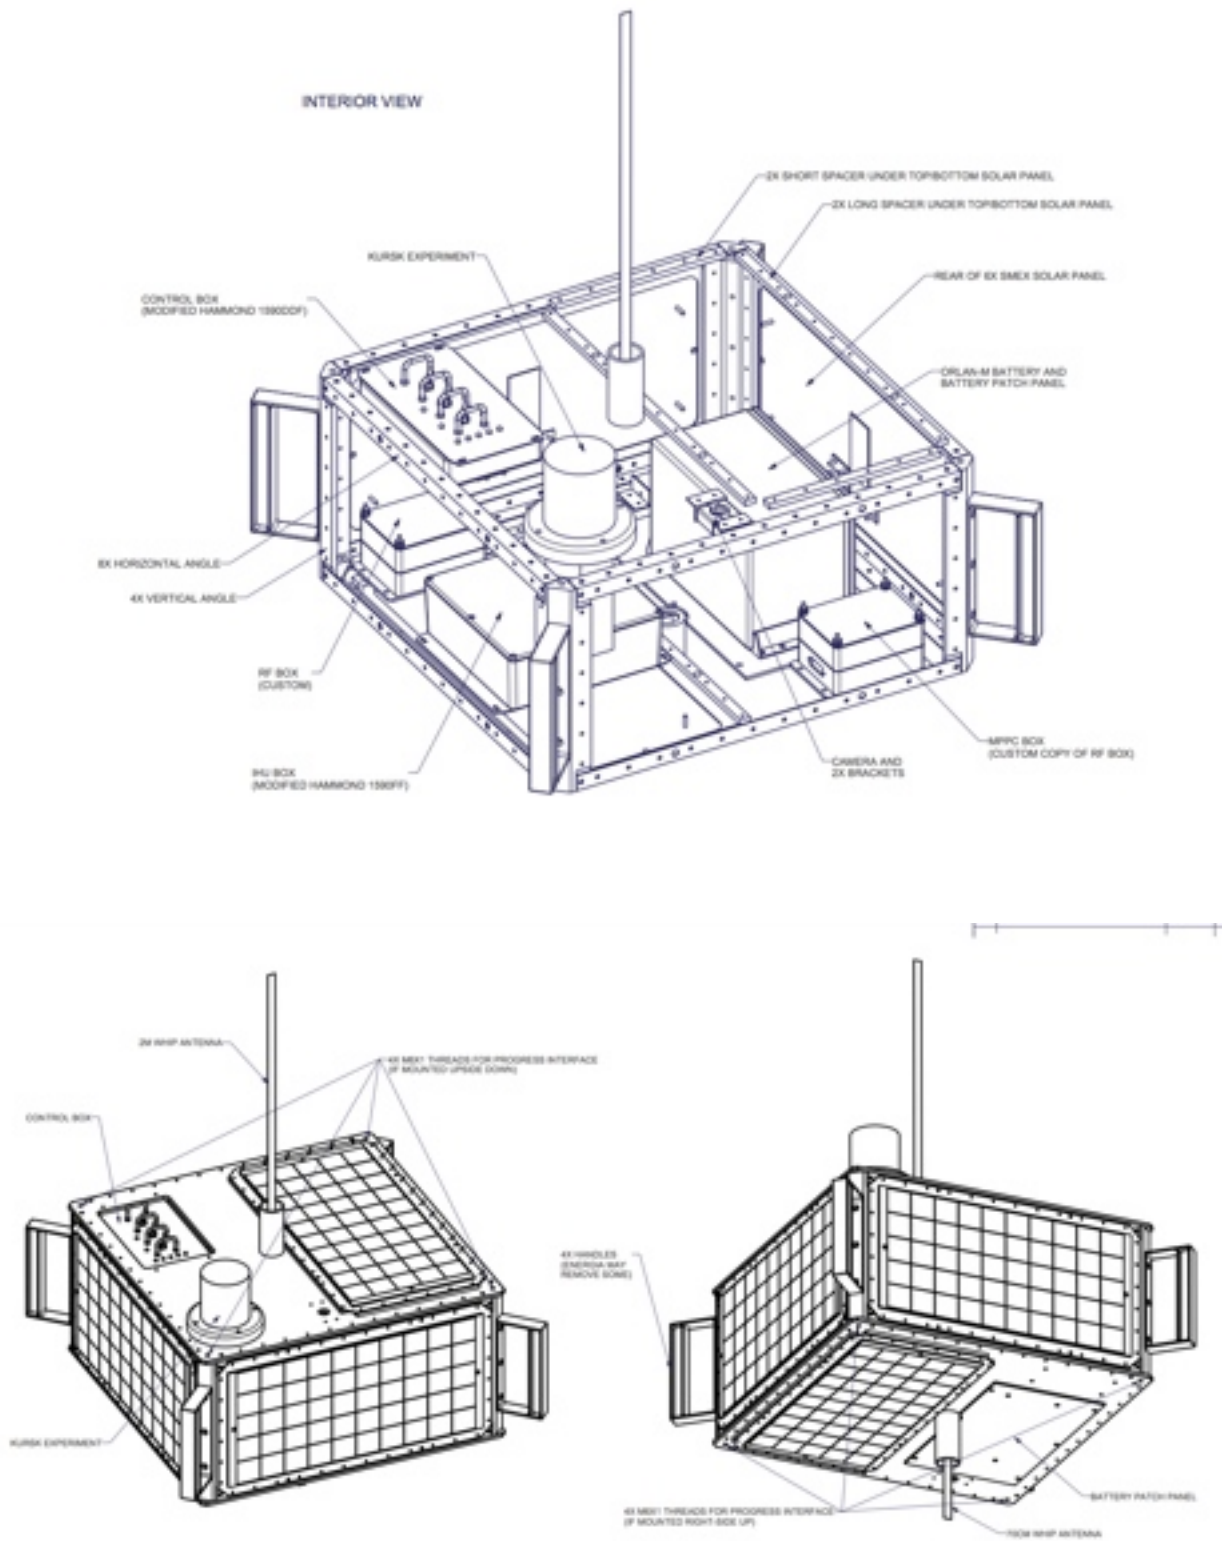 INTERIOR VIEW
2X SHORT SPACER UNDER TOP/BOTTOM SOLAR PANEL
2X LONG SPACER UNDER TOP/BOTTOM SOLAR PANEL
KURSK EXPERIMENT
REAR OF 6X SMEX SOLAR PANEL
CONTROL BOX
(MODIFIED HAMMOND 1590DDF)
ORLAN-M BATTERY AND
BATTERY PATCH PANEL
8X HORIZONTAL ANGLE
4X VERTICAL ANGLE
RF BOX
(CUSTOM)
IHU BOX
(MODIFIED HAMMOND 1590FF)
CAMERA AND
2X BRACKETS
MPPC BOX
(CUSTOM COPY OF RF BOX)
2M WHIP ANTENNA
4X M6X1 THREADS FOR PROGRESS INTERFACE
(IF MOUNTED UPSIDE DOWN)
CONTROL BOX
KURSK EXPERIMENT
4X HANDLES
(ENERGIA MAY
REMOVE SOME)
4X M6X1 THREADS FOR PROGRESS INTERFACE
(IF MOUNTED RIGHT-SIDE UP)
BATTERY PATCH PANEL
70CM WHIP ANTENNA